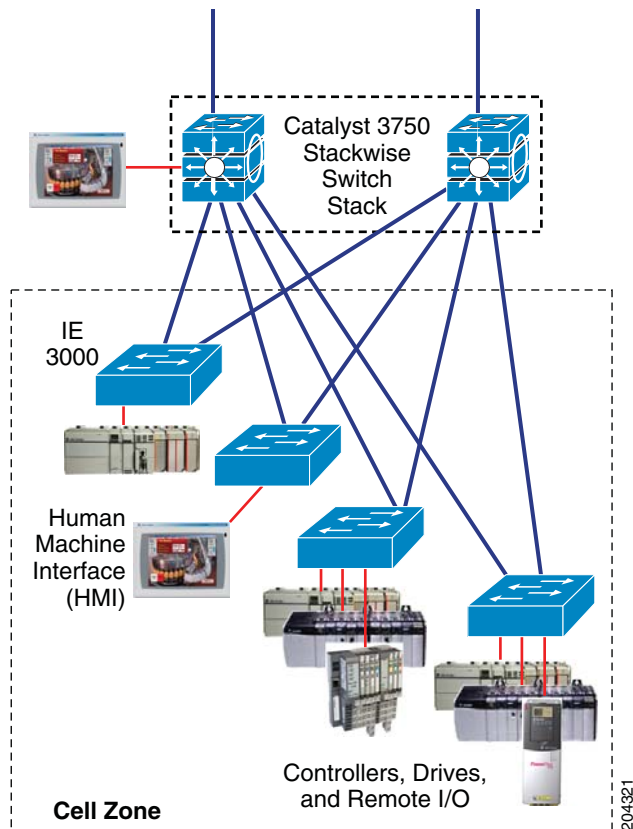 Catalyst 3750
Stackwise
Switch
Stack
IE
3000
Human
Machine
Interface
(HMI)
Controllers, Drives,
and Remote I/O
Cell Zone
204321